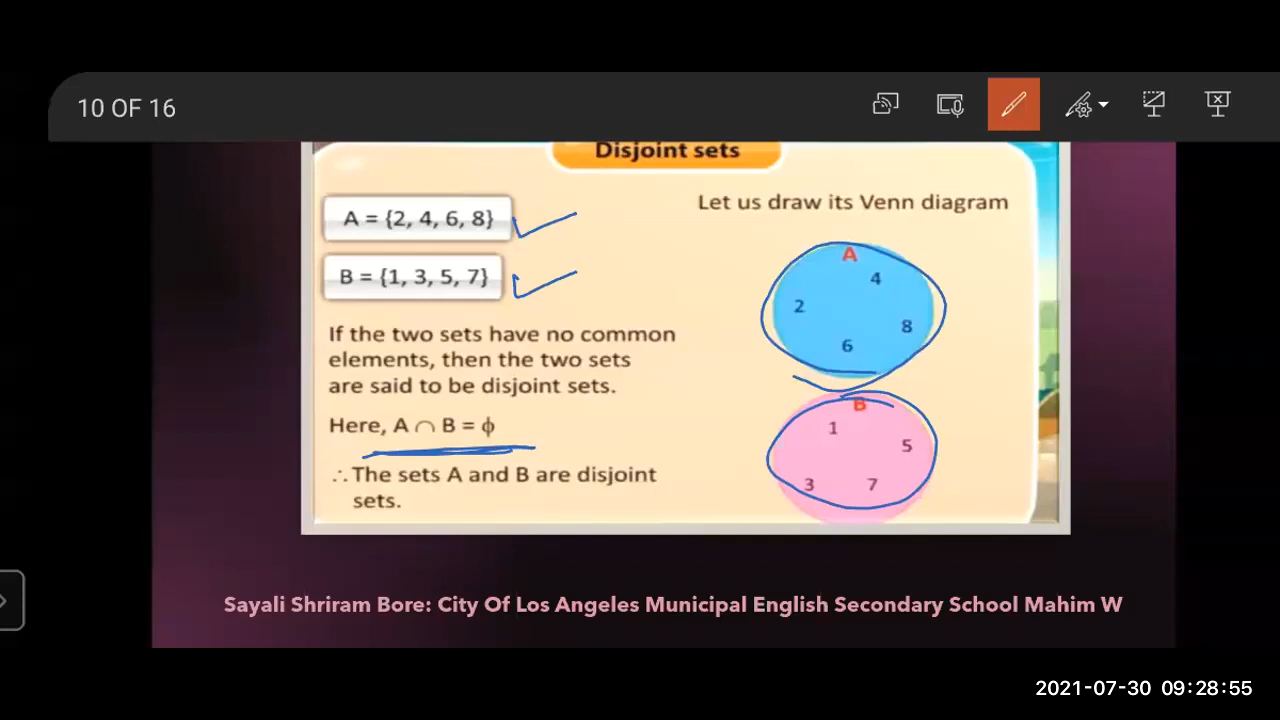 10 OF 16
Disjoint sets
A = {2, 4, 6, 8}
B = {1, 3, 5, 7}
If the two sets have no common
elements, then the two sets
are said to be disjoint sets.
Here, A ∩ B = ϕ
∴ The sets A and B are disjoint
sets.
Let us draw its Venn diagram
A
4
2
8
6
B
1
5
3
7
Sayali Shriram Bore: City Of Los Angeles Municipal English Secondary School Mahim W
2021-07-30 09:28:55